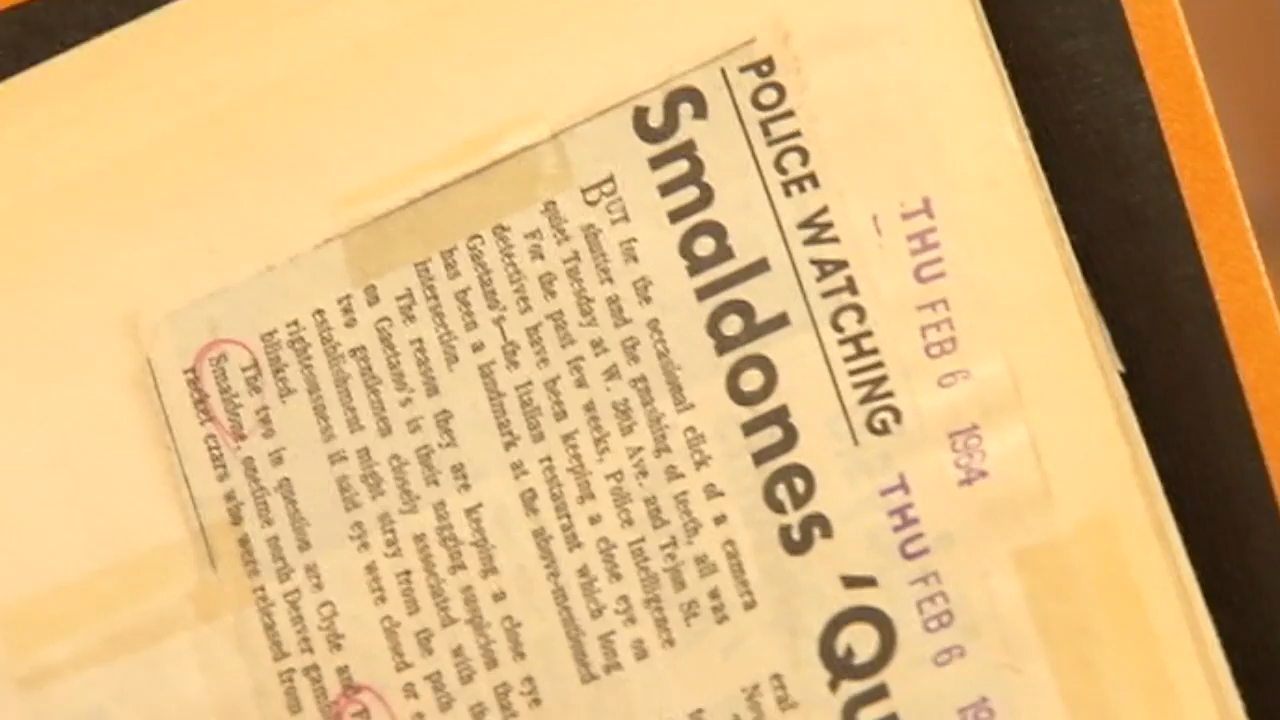 THU FEB 6 1964
THU FEB 6 19
POLICE WATCHING
Smaldones 'Qu
BUT for the occasional click of a camera
shutter and the gnashing of teeth, all was
quiet Tuesday at W. 38th Ave. and Tejon St.
For the past few weeks, Police Intelligence
detectives have been keeping a close eye on
Gaetano's—the Italian restaurant which long
has been a landmark at the above-mentioned
intersection.
The reason they are keeping a close eye
on Gaetano's is their nagging suspicion that
two gentlemen closely associated with th
establishment might stray from the path
righteousness if said eye were closed or e
blinked.
The two in question are Clyde and
Smaldone, onetime north Denver gamb
racket czars who were released from
eral
Nov